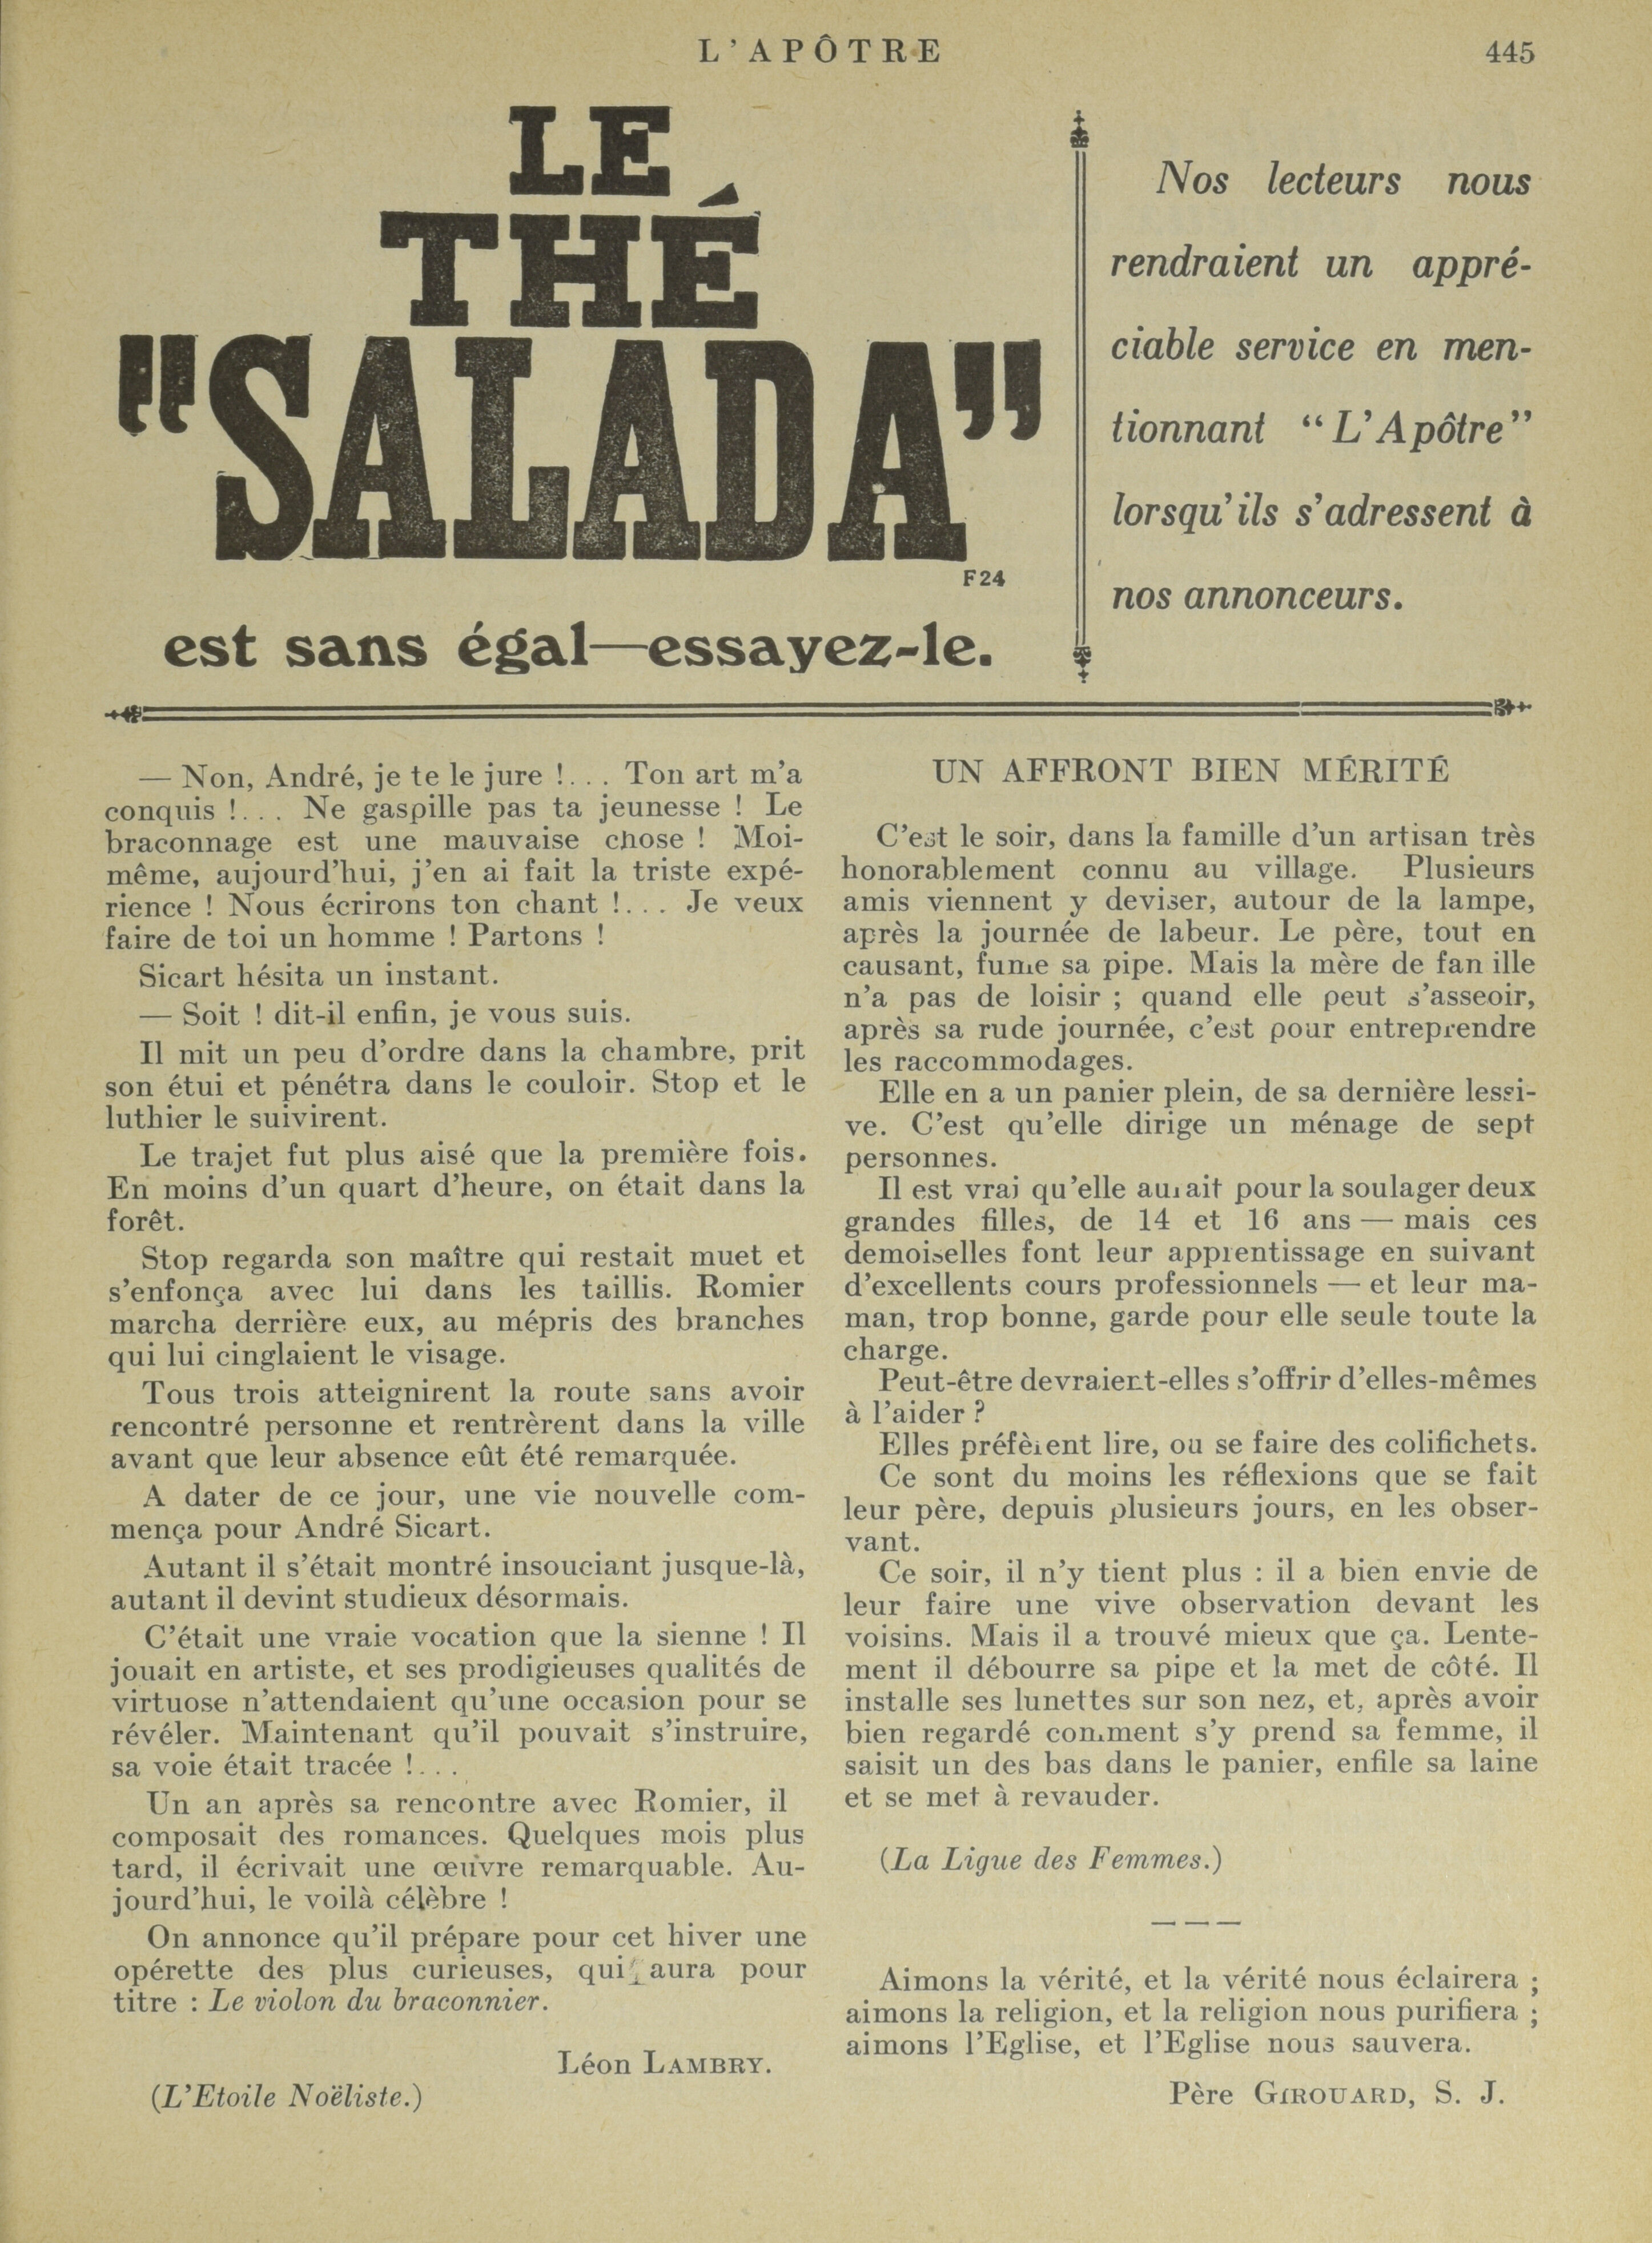 L'APÔTRE 445
LE
THÉ
"SALADA"
F24
est sans égal—essayez-le.
Nos lecteurs nous
rendraient un appré-
ciable service en men-
tionnant “L'Apôtre”
lorsqu'ils s'adressent à
nos annonceurs.
— Non, André, je te le jure !... Ton art m'a
conquis !... Ne gaspille pas ta jeunesse ! Le
braconnage est une mauvaise chose ! Moi-
même, aujourd'hui, j'en ai fait la triste expé-
rience ! Nous écrirons ton chant !... Je veux
faire de toi un homme ! Partons !
Sicart hésita un instant.
— Soit ! dit-il enfin, je vous suis.
Il mit un peu d'ordre dans la chambre, prit
son étui et pénétra dans le couloir. Stop et le
luthier le suivirent.
Le trajet fut plus aisé que la première fois.
En moins d'un quart d'heure, on était dans la
forêt.
Stop regarda son maître qui restait muet et
s'enfonça avec lui dans les taillis. Romier
marcha derrière eux, au mépris des branches
qui lui cinglaient le visage.
Tous trois atteignirent la route sans avoir
rencontré personne et rentrèrent dans la ville
avant que leur absence eût été remarquée.
A dater de ce jour, une vie nouvelle com-
mença pour André Sicart.
Autant il s'était montré insouciant jusque-là,
autant il devint studieux désormais.
C'était une vraie vocation que la sienne ! Il
jouait en artiste, et ses prodigieuses qualités de
virtuose n'attendaient qu'une occasion pour se
révéler. Maintenant qu'il pouvait s'instruire,
sa voie était tracée !...
Un an après sa rencontre avec Romier, il
composait des romances. Quelques mois plus
tard, il écrivait une œuvre remarquable. Au-
jourd'hui, le voilà célèbre !
On annonce qu'il prépare pour cet hiver une
opérette des plus curieuses, qui aura pour
titre : Le violon du braconnier.
Léon LAMBRY.
(L'Etoile Noëliste.)
UN AFFRONT BIEN MÉRITÉ
C'est le soir, dans la famille d'un artisan très
honorablement connu au village. Plusieurs
amis viennent y deviser, autour de la lampe,
après la journée de labeur. Le père, tout en
causant, fume sa pipe. Mais la mère de famille
n'a pas de loisir ; quand elle peut s'asseoir,
après sa rude journée, c'est pour entreprendre
les raccommodages.
Elle en a un panier plein, de sa dernière lessi-
ve. C'est qu'elle dirige un ménage de sept
personnes.
Il est vrai qu'elle aurait pour la soulager deux
grandes filles, de 14 et 16 ans — mais ces
demoiselles font leur apprentissage en suivant
d'excellents cours professionnels — et leur ma-
man, trop bonne, garde pour elle seule toute la
charge.
Peut-être devraient-elles s'offrir d'elles-mêmes
à l'aider ?
Elles préfèrent lire, ou se faire des colifichets.
Ce sont du moins les réflexions que se fait
leur père, depuis plusieurs jours, en les obser-
vant.
Ce soir, il n'y tient plus : il a bien envie de
leur faire une vive observation devant les
voisins. Mais il a trouvé mieux que ça. Lente-
ment il débourre sa pipe et la met de côté. Il
installe ses lunettes sur son nez, et, après avoir
bien regardé comment s'y prend sa femme, il
saisit un des bas dans le panier, enfile sa laine
et se met à revauder.
(La Ligue des Femmes.)
———
Aimons la vérité, et la vérité nous éclairera ;
aimons la religion, et la religion nous purifiera ;
aimons l'Eglise, et l'Eglise nous sauvera.
Père GIROUARD, S. J.